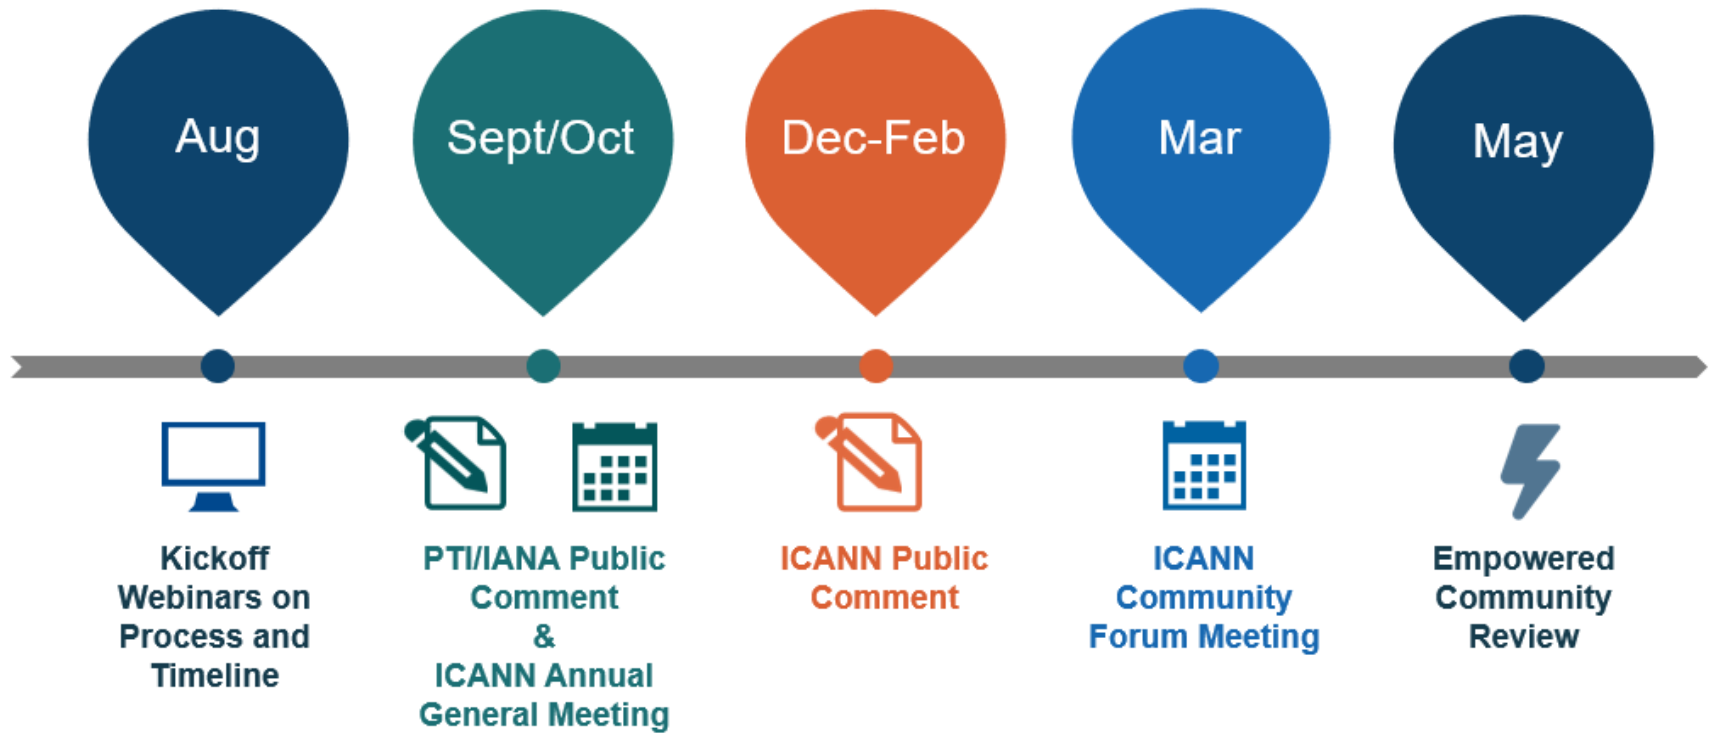 Aug
Sept/Oct
Dec-Feb
Mar
May
Kickoff
Webinars on
Process and
Timeline
PTI/IANA Public
Comment
&
ICANN Annual
General Meeting
ICANN Public
Comment
ICANN
Community
Forum Meeting
Empowered
Community
Review